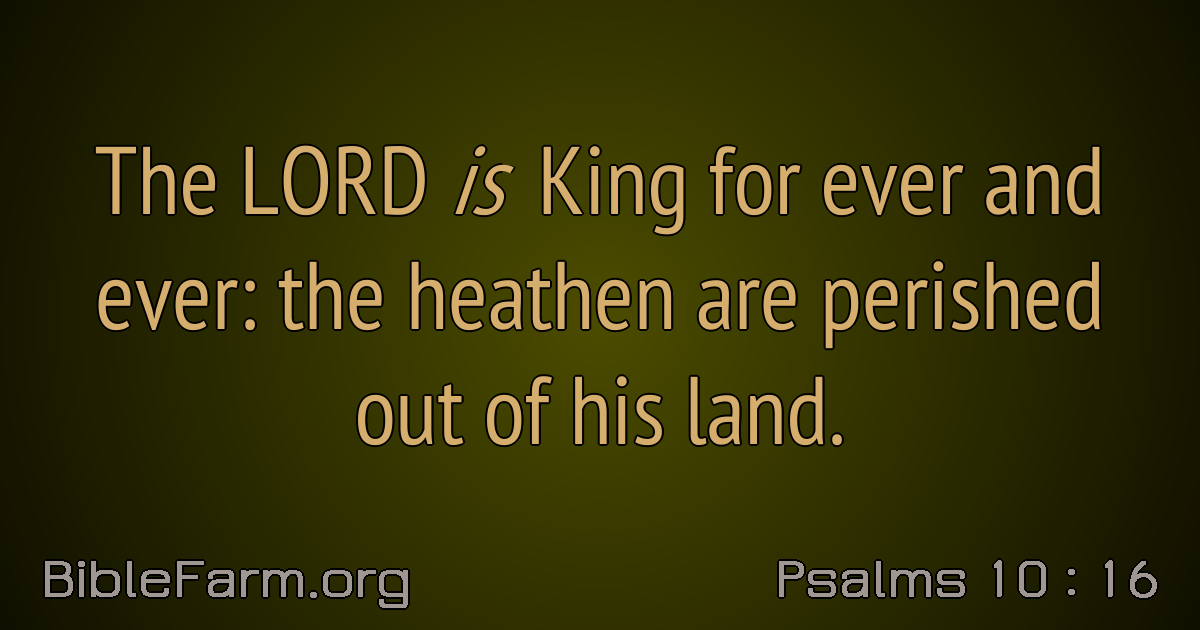 The LORD is King for ever and
ever: the heathen are perished
out of his land.
BibleFarm.org
Psalms 10 : 16